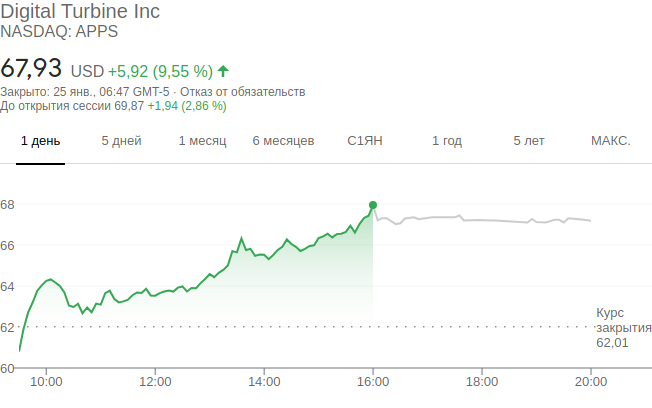 Digital Turbine Inc
NASDAQ: APPS
67,93 USD +5,92 (9,55 %)
Закрыто: 25 янв., 06:47 GMT-5 · Отказ от обязательств
До открытия сессии 69,87 +1,94 (2,86 %)
1 день 5 дней 1 месяц 6 месяцев С1ЯН 1 год 5 лет МАКС.
68
66
64
62
60
Курс
закрытия
62,01
10:00 12:00 14:00 16:00 18:00 20:00